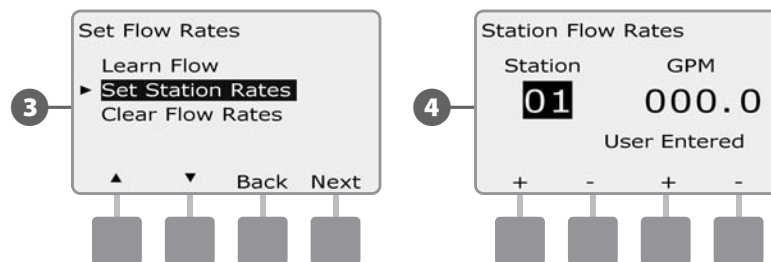 3
Set Flow Rates
Learn Flow
► Set Station Rates
Clear Flow Rates
▲ ▼ Back Next
4
Station Flow Rates
Station GPM
01 000.0
User Entered
+ - + -